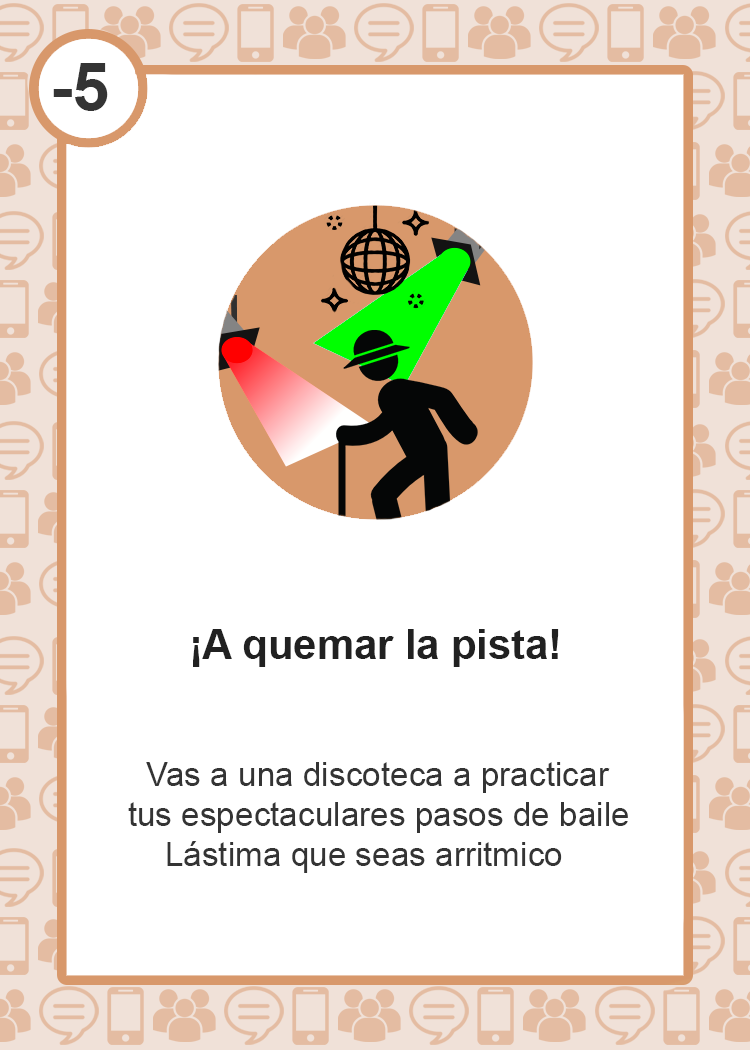 -5
¡A quemar la pista!
Vas a una discoteca a practicar
tus espectaculares pasos de baile
Lástima que seas arritmico